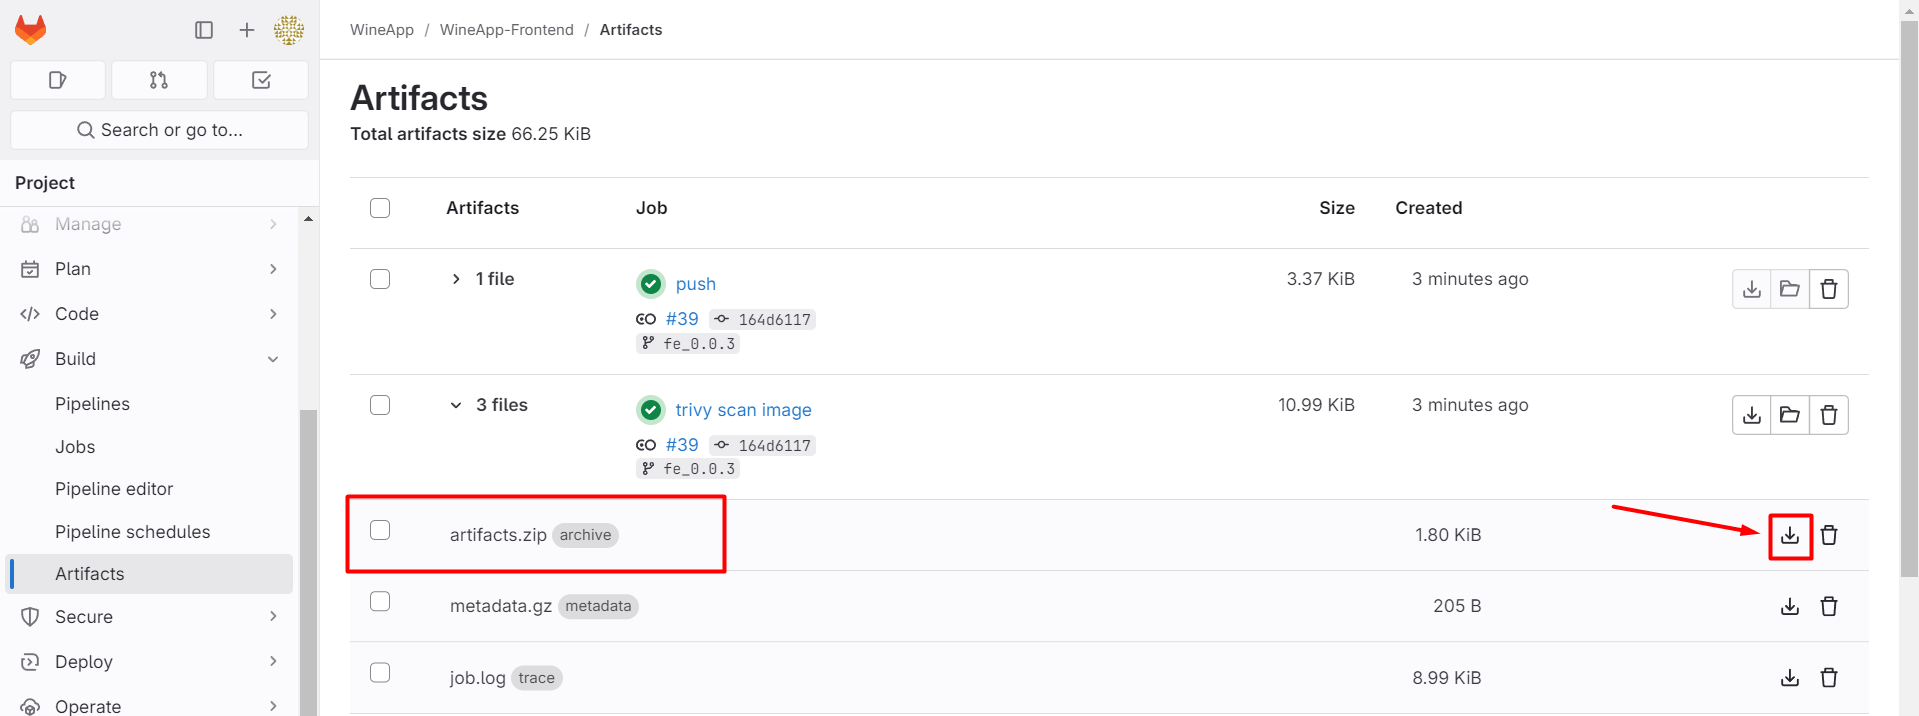 WineApp / WineApp-Frontend / Artifacts
Search or go to...
Project
Manage
Plan
Code
Build
Pipelines
Jobs
Pipeline editor
Pipeline schedules
Artifacts
Secure
Deploy
Operate
Artifacts
Total artifacts size 66.25 KiB
Artifacts Job Size Created
1 file push 3.37 KiB 3 minutes ago
#39 164d6117
fe_0.0.3
3 files trivy scan image 10.99 KiB 3 minutes ago
#39 164d6117
fe_0.0.3
artifacts.zip archive 1.80 KiB
metadata.gz metadata 205 B
job.log trace 8.99 KiB